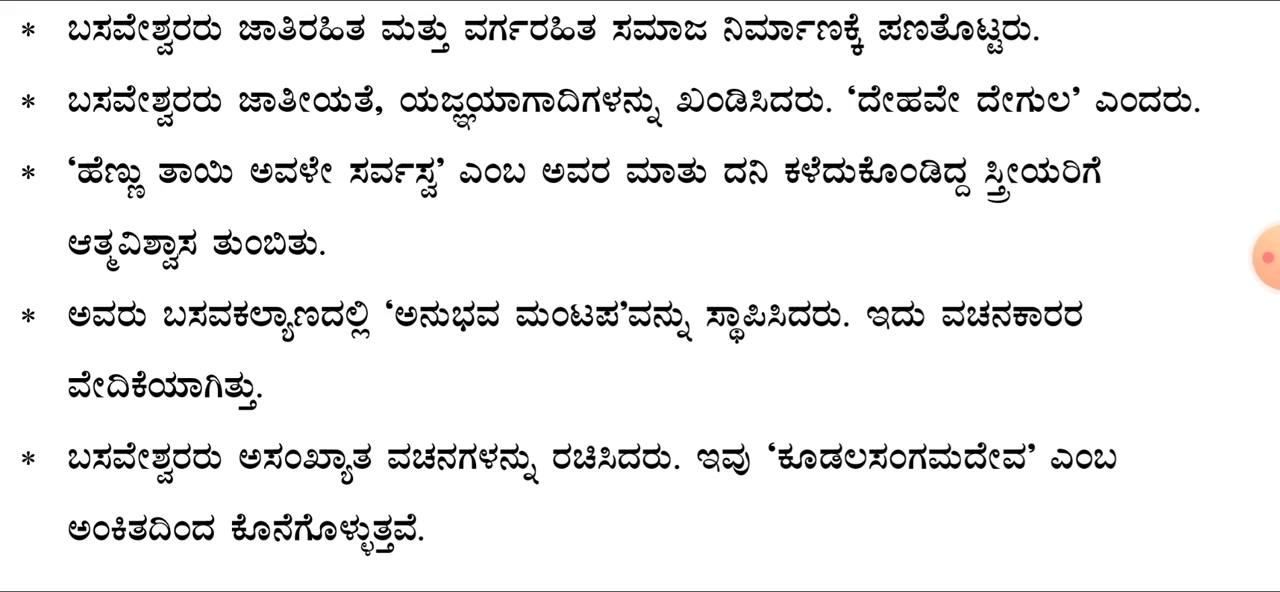 * ಬಸವೇಶ್ವರರು ಜಾತಿರಹಿತ ಮತ್ತು ವರ್ಗರಹಿತ ಸಮಾಜ ನಿರ್ಮಾಣಕ್ಕೆ ಪಣತೊಟ್ಟರು.
* ಬಸವೇಶ್ವರರು ಜಾತೀಯತೆ, ಯಜ್ಞಯಾಗಾದಿಗಳನ್ನು ಖಂಡಿಸಿದರು. ‘ದೇಹವೇ ದೇಗುಲ’ ಎಂದರು.
* ‘ಹೆಣ್ಣು ತಾಯಿ ಅವಳೇ ಸರ್ವಸ್ವ’ ಎಂಬ ಅವರ ಮಾತು ದನಿ ಕಳೆದುಕೊಂಡಿದ್ದ ಸ್ತ್ರೀಯರಿಗೆ
ಆತ್ಮವಿಶ್ವಾಸ ತುಂಬಿತು.
* ಅವರು ಬಸವಕಲ್ಯಾಣದಲ್ಲಿ ‘ಅನುಭವ ಮಂಟಪ’ವನ್ನು ಸ್ಥಾಪಿಸಿದರು. ಇದು ವಚನಕಾರರ
ವೇದಿಕೆಯಾಗಿತ್ತು.
* ಬಸವೇಶ್ವರರು ಅಸಂಖ್ಯಾತ ವಚನಗಳನ್ನು ರಚಿಸಿದರು. ಇವು ‘ಕೂಡಲಸಂಗಮದೇವ’ ಎಂಬ
ಅಂಕಿತದಿಂದ ಕೊನೆಗೊಳ್ಳುತ್ತವೆ.